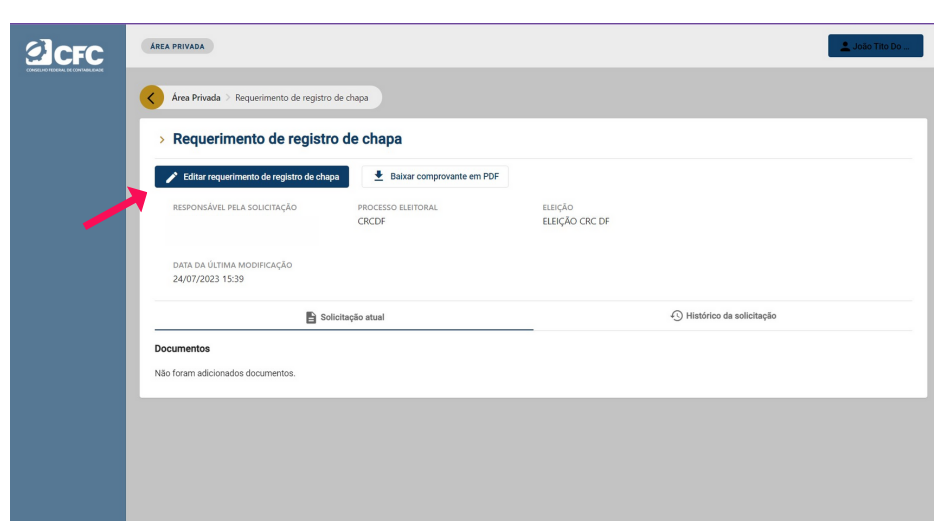 CFC
CONSELHO FEDERAL DE CONTABILIDADE
ÁREA PRIVADA
João Tito Do ...
Área Privada > Requerimento de registro de chapa
> Requerimento de registro de chapa
Editar requerimento de registro de chapa
Baixar comprovante em PDF
RESPONSÁVEL PELA SOLICITAÇÃO
PROCESSO ELEITORAL
CRCDF
ELEIÇÃO
ELEIÇÃO CRC DF
DATA DA ÚLTIMA MODIFICAÇÃO
24/07/2023 15:39
Solicitação atual
Histórico da solicitação
Documentos
Não foram adicionados documentos.